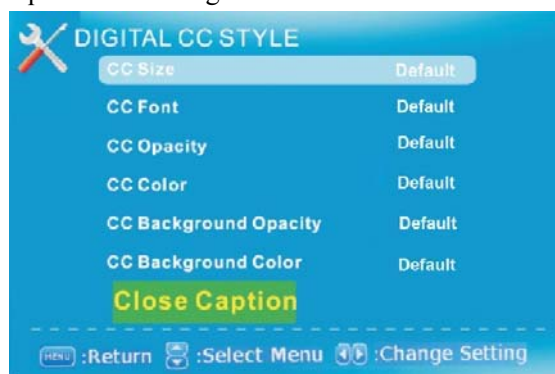 DIGITAL CC STYLE
CC Size Default
CC Font Default
CC Opacity Default
CC Color Default
CC Background Opacity Default
CC Background Color Default
Close Caption
MENU :Return :Select Menu :Change Setting